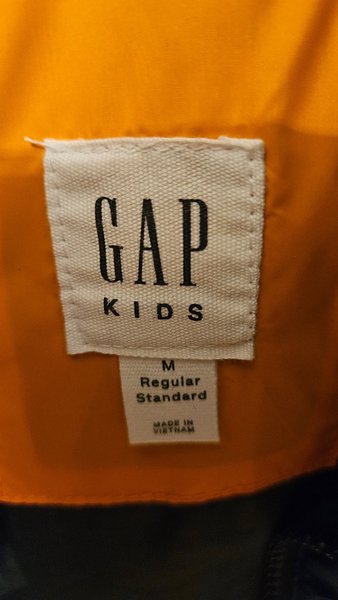 GAP
KIDS
M
Regular
Standard
MADE IN
VIETNAM